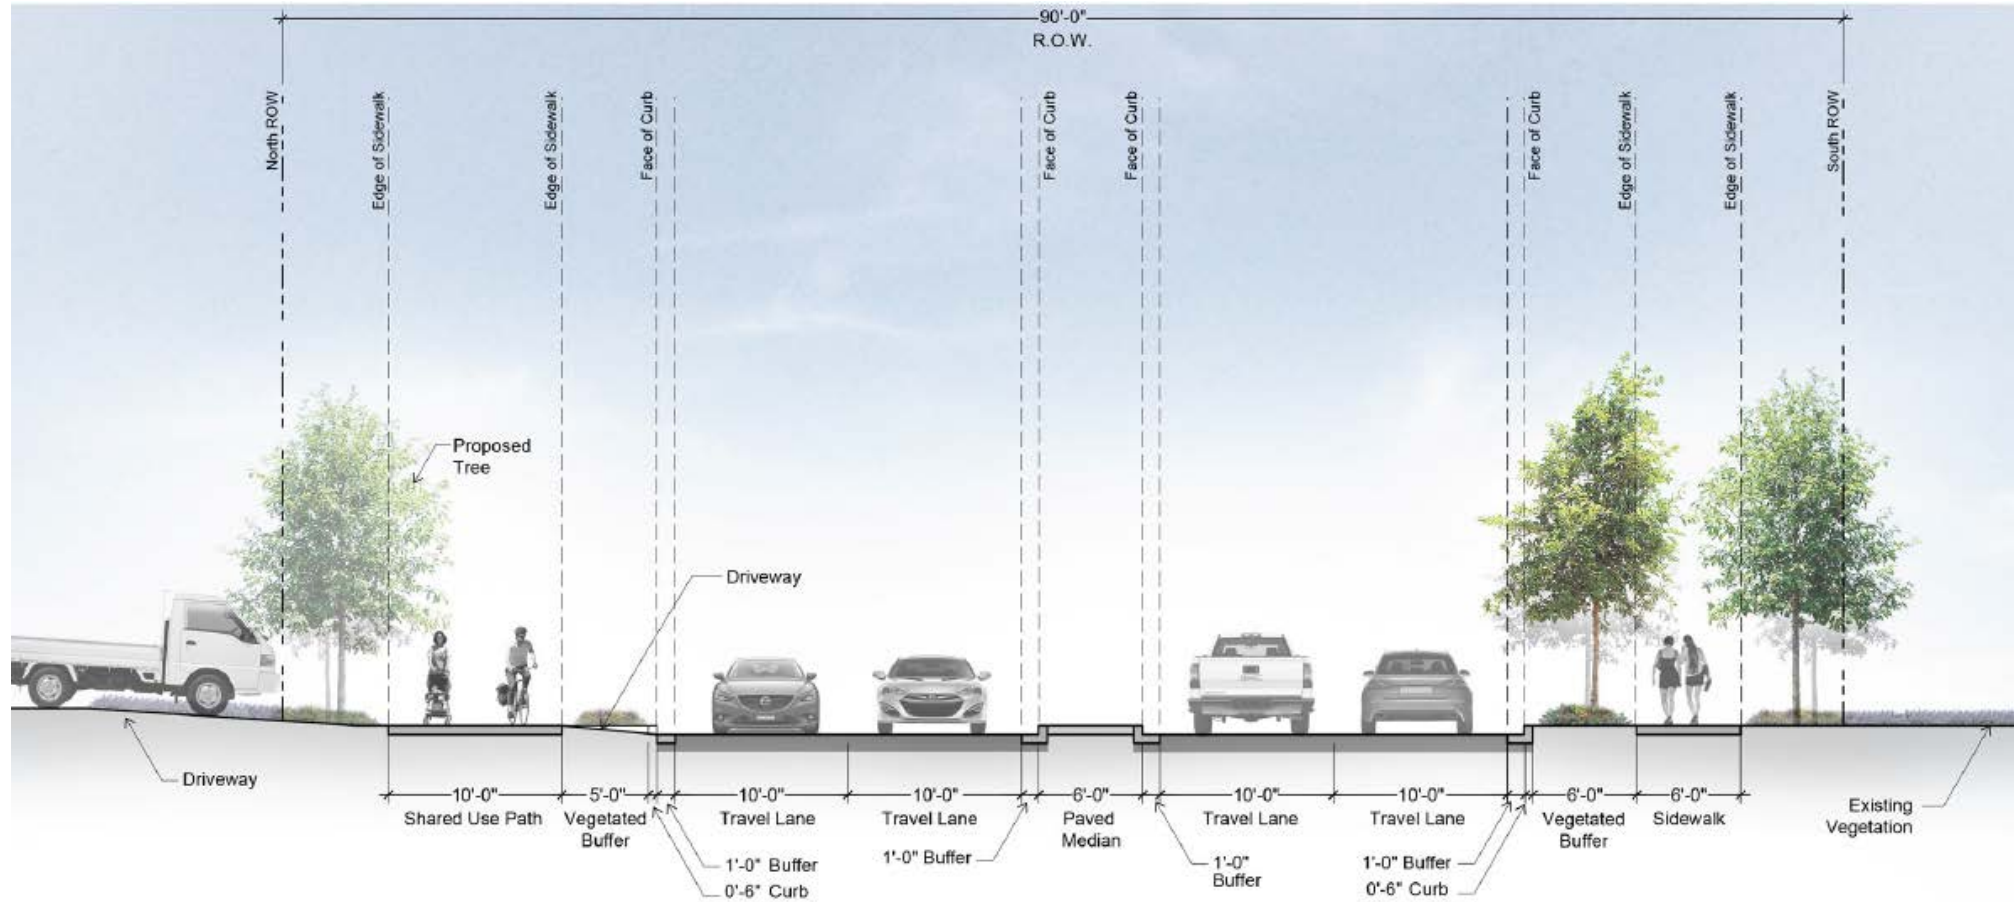 90'-0"
R.O.W.
North ROW
Edge of Sidewalk
Edge of Sidewalk
Face of Curb
Face of Curb
Face of Curb
Face of Curb
Edge of Sidewalk
Edge of Sidewalk
South ROW
Proposed
Tree
Driveway
Driveway
10'-0"
Shared Use Path
5'-0"
Vegetated
Buffer
1'-0" Buffer
0'-6" Curb
10'-0"
Travel Lane
10'-0"
Travel Lane
1'-0" Buffer
6'-0"
Paved
Median
1'-0"
Buffer
10'-0"
Travel Lane
10'-0"
Travel Lane
1'-0" Buffer
0'-6" Curb
6'-0"
Vegetated
Buffer
6'-0"
Sidewalk
Existing
Vegetation